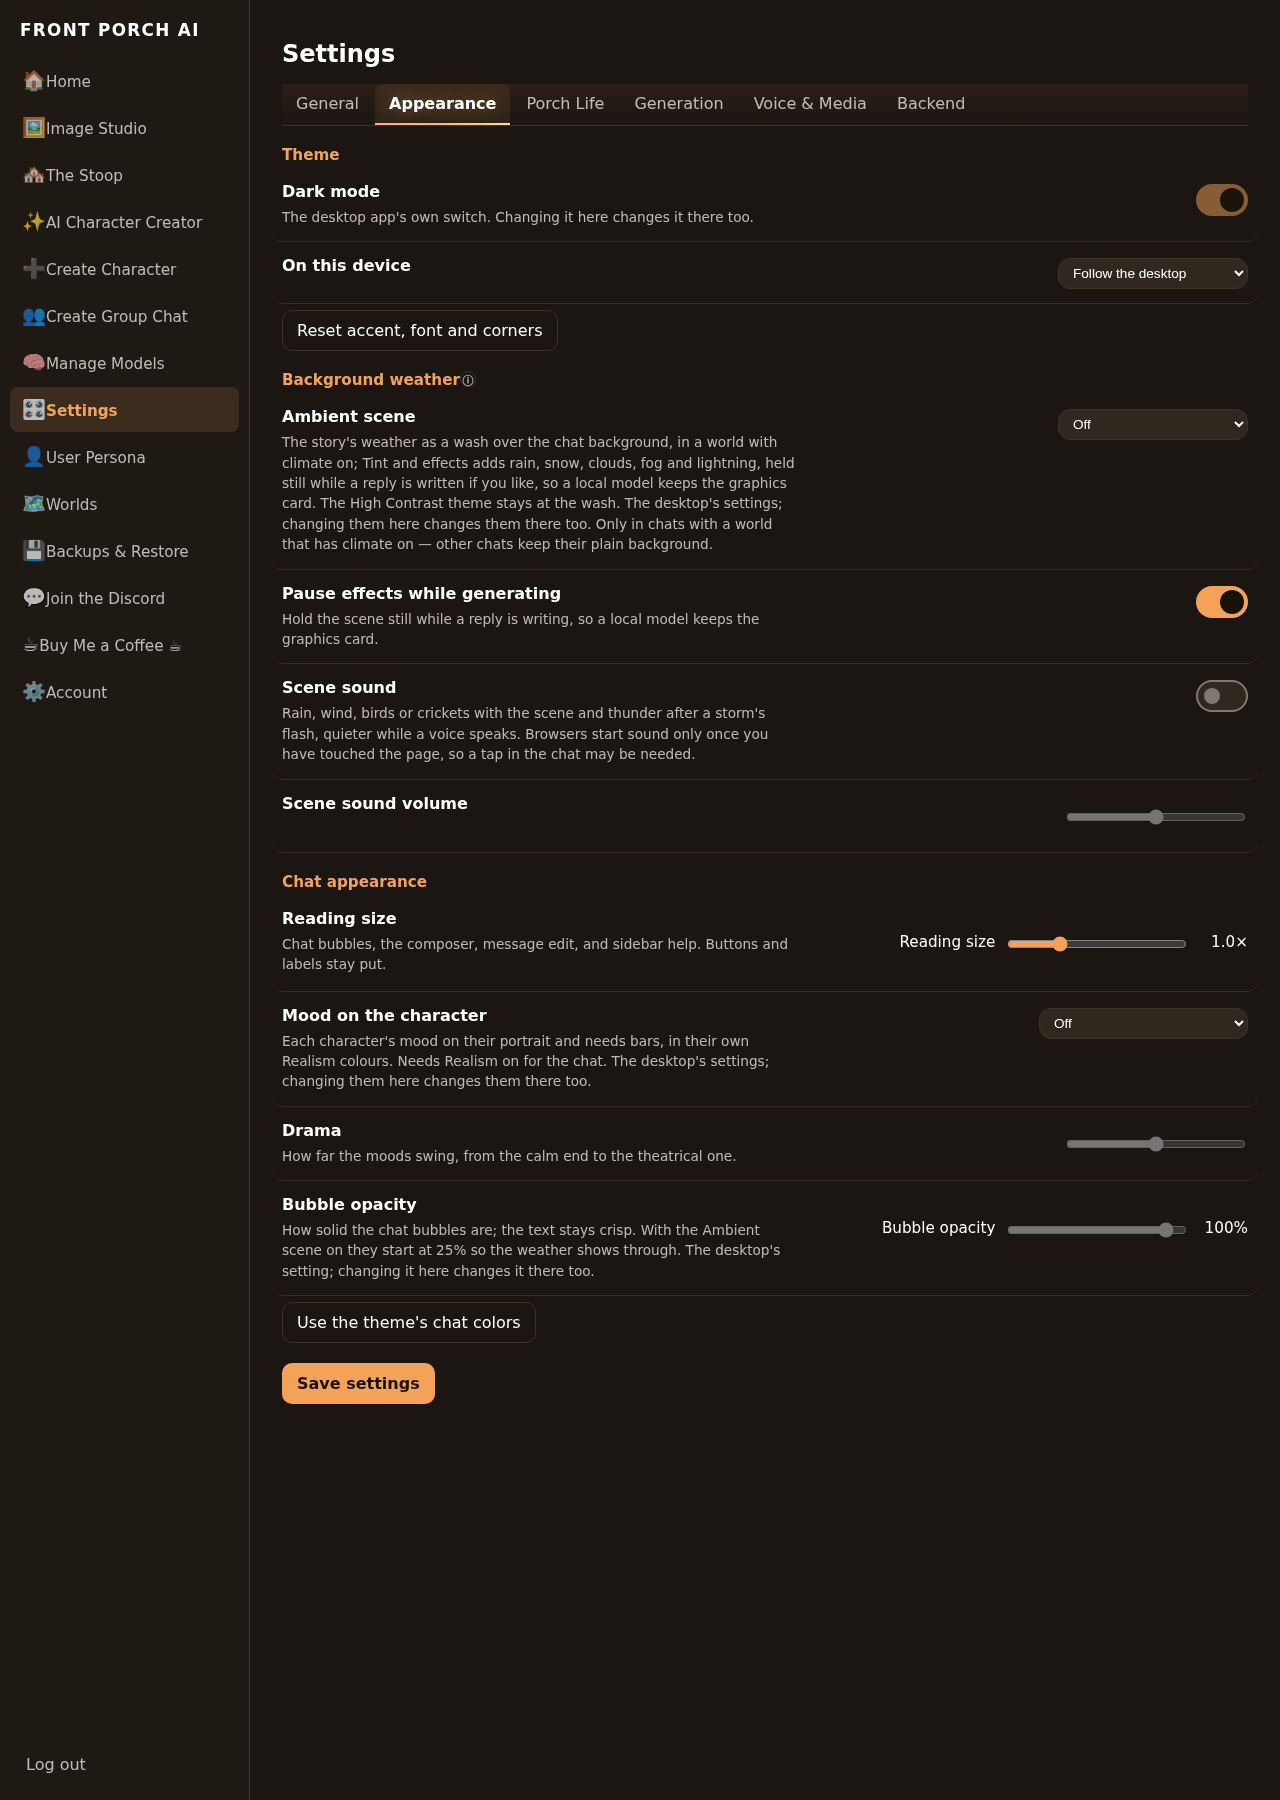 FRONT PORCH AI
Home
Image Studio
The Stoop
AI Character Creator
Create Character
Create Group Chat
Manage Models
Settings
User Persona
Worlds
Backups & Restore
Join the Discord
Buy Me a Coffee ☕
Account
Log out
Settings
General
Appearance
Porch Life
Generation
Voice & Media
Backend
Theme
Dark mode
The desktop app's own switch. Changing it here changes it there too.
On this device
Follow the desktop
Reset accent, font and corners
Background weather
Ambient scene
Off
The story's weather as a wash over the chat background, in a world with
climate on; Tint and effects adds rain, snow, clouds, fog and lightning, held
still while a reply is written if you like, so a local model keeps the graphics
card. The High Contrast theme stays at the wash. The desktop's settings;
changing them here changes them there too. Only in chats with a world
that has climate on — other chats keep their plain background.
Pause effects while generating
Hold the scene still while a reply is writing, so a local model keeps the
graphics card.
Scene sound
Rain, wind, birds or crickets with the scene and thunder after a storm's
flash, quieter while a voice speaks. Browsers start sound only once you
have touched the page, so a tap in the chat may be needed.
Scene sound volume
Chat appearance
Reading size
Chat bubbles, the composer, message edit, and sidebar help. Buttons and
labels stay put.
Reading size
1.0×
Mood on the character
Off
Each character's mood on their portrait and needs bars, in their own
Realism colours. Needs Realism on for the chat. The desktop's settings;
changing them here changes them there too.
Drama
How far the moods swing, from the calm end to the theatrical one.
Bubble opacity
How solid the chat bubbles are; the text stays crisp. With the Ambient
scene on they start at 25% so the weather shows through. The desktop's
setting; changing it here changes it there too.
Bubble opacity
100%
Use the theme's chat colors
Save settings